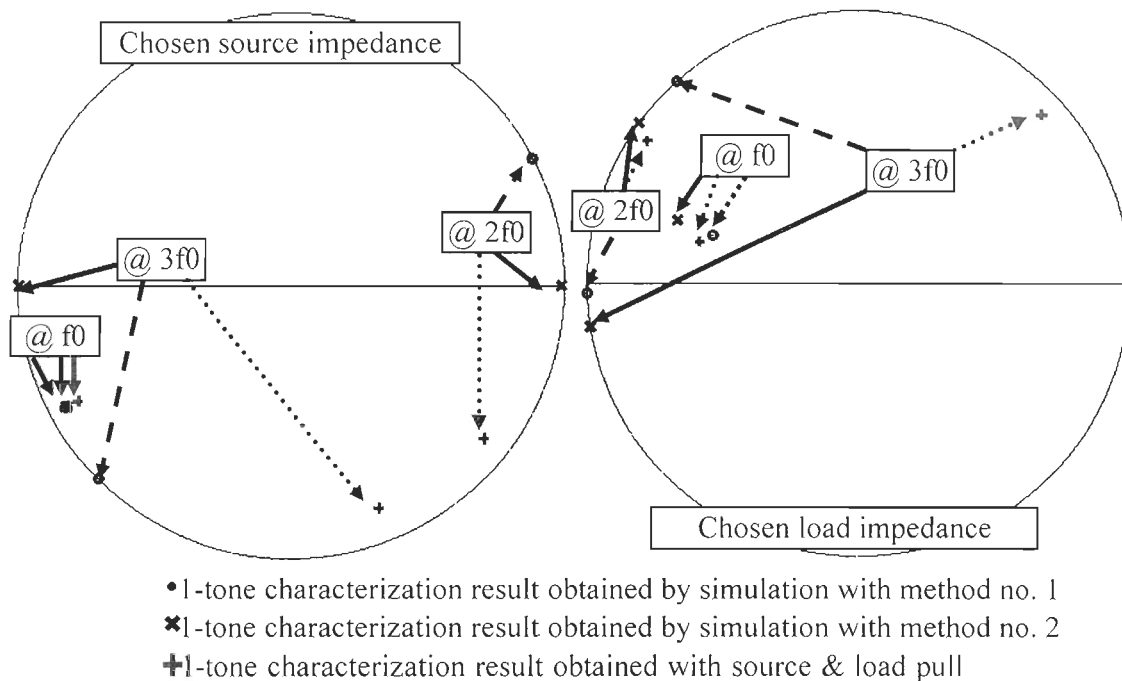 Chosen source impedance
@ 2f0
@ 3f0
@ f0
@ f0
@ 3f0
@ 2f0
Chosen load impedance
1-tone characterization result obtained by simulation with method no. 1
1-tone characterization result obtained by simulation with method no. 2
1-tone characterization result obtained with source & load pull